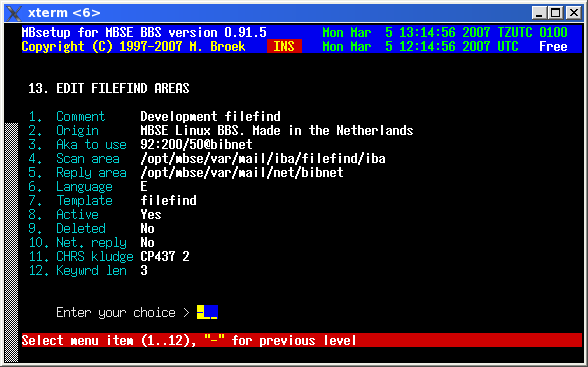 xterm <6>
MBsetup for MBSE BBS version 0.91.5 Mon Mar 5 13:14:56 2007 TZUTC 0100
Copyright (C) 1997-2007 M. Broek INS Mon Mar 5 12:14:56 2007 UTC Free
13. EDIT FILEFIND AREAS
1. Comment Development filefind
2. Origin MBSE Linux BBS. Made in the Netherlands
3. Aka to use 92:200/50@bibnet
4. Scan area /opt/mbse/var/mail/iba/filefind/iba
5. Reply area /opt/mbse/var/mail/net/bibnet
6. Language E
7. Template filefind
8. Active Yes
9. Deleted No
10. Net. reply No
11. CHRS kludge CP437 2
12. Keywrd len 3
Enter your choice > -
Select menu item (1..12), "-" for previous level